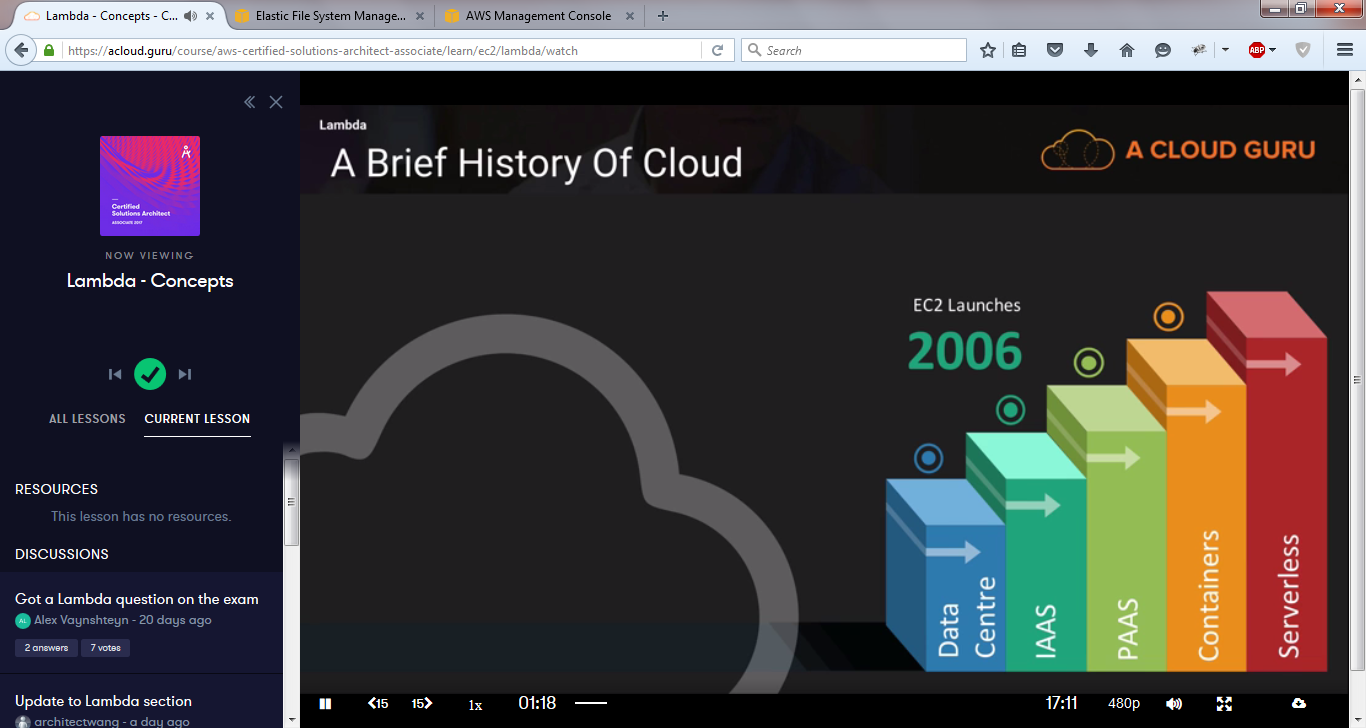 Lambda - Concepts - C...
Elastic File System Manage...
AWS Management Console
https://acloud.guru/course/aws-certified-solutions-architect-associate/learn/ec2/lambda/watch
Search
ABP
Certified
Solutions Architect
ASSOCIATE 2017
NOW VIEWING
Lambda - Concepts
ALL LESSONS
CURRENT LESSON
RESOURCES
This lesson has no resources.
DISCUSSIONS
Got a Lambda question on the exam
AL Alex Vaynshteyn - 20 days ago
2 answers
7 votes
Update to Lambda section
architectwang - a day ago
Lambda
A Brief History Of Cloud
A CLOUD GURU
EC2 Launches
2006
Data
Centre
IAAS
PAAS
Containers
Serverless
15
15
1x
01:18
17:11
480p